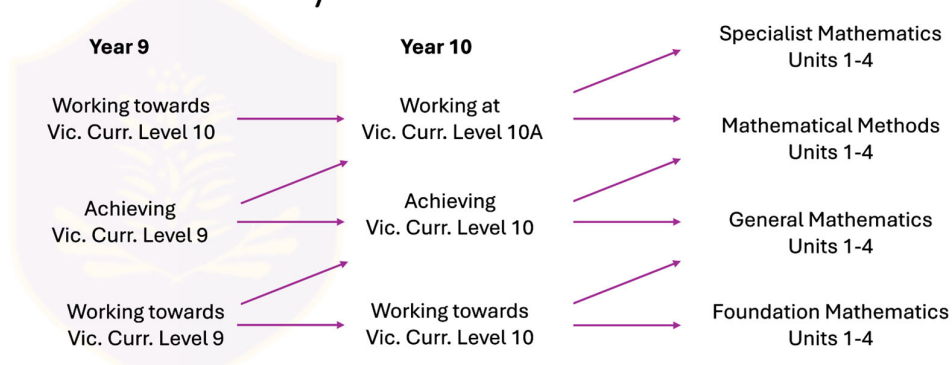 Year 9
Year 10
Specialist Mathematics
Units 1-4
Working towards
Vic. Curr. Level 10
Working at
Vic. Curr. Level 10A
Mathematical Methods
Units 1-4
Achieving
Vic. Curr. Level 9
Achieving
Vic. Curr. Level 10
General Mathematics
Units 1-4
Working towards
Vic. Curr. Level 9
Working towards
Vic. Curr. Level 10
Foundation Mathematics
Units 1-4